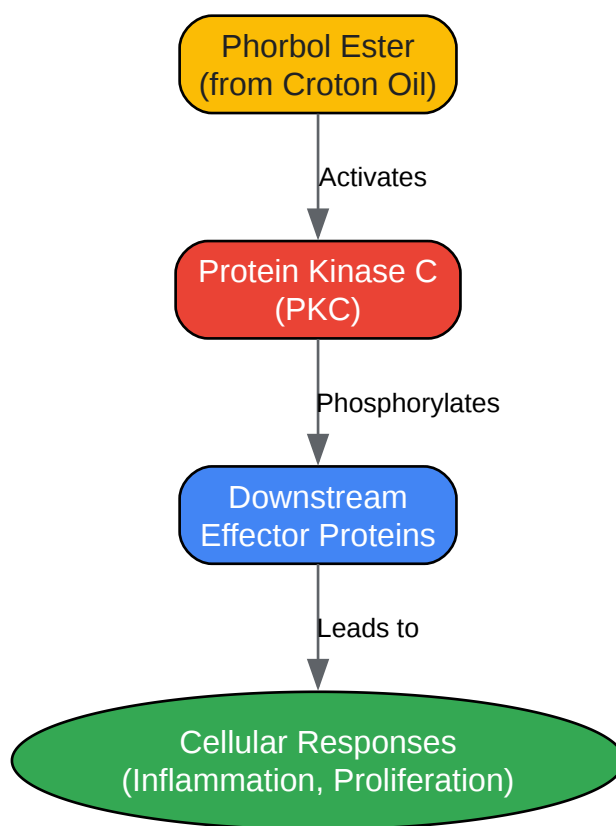 Phorbol Ester
(from Croton Oil)
Activates
Protein Kinase C
(PKC)
Phosphorylates
Downstream
Effector Proteins
Leads to
Cellular Responses
(Inflammation, Proliferation)